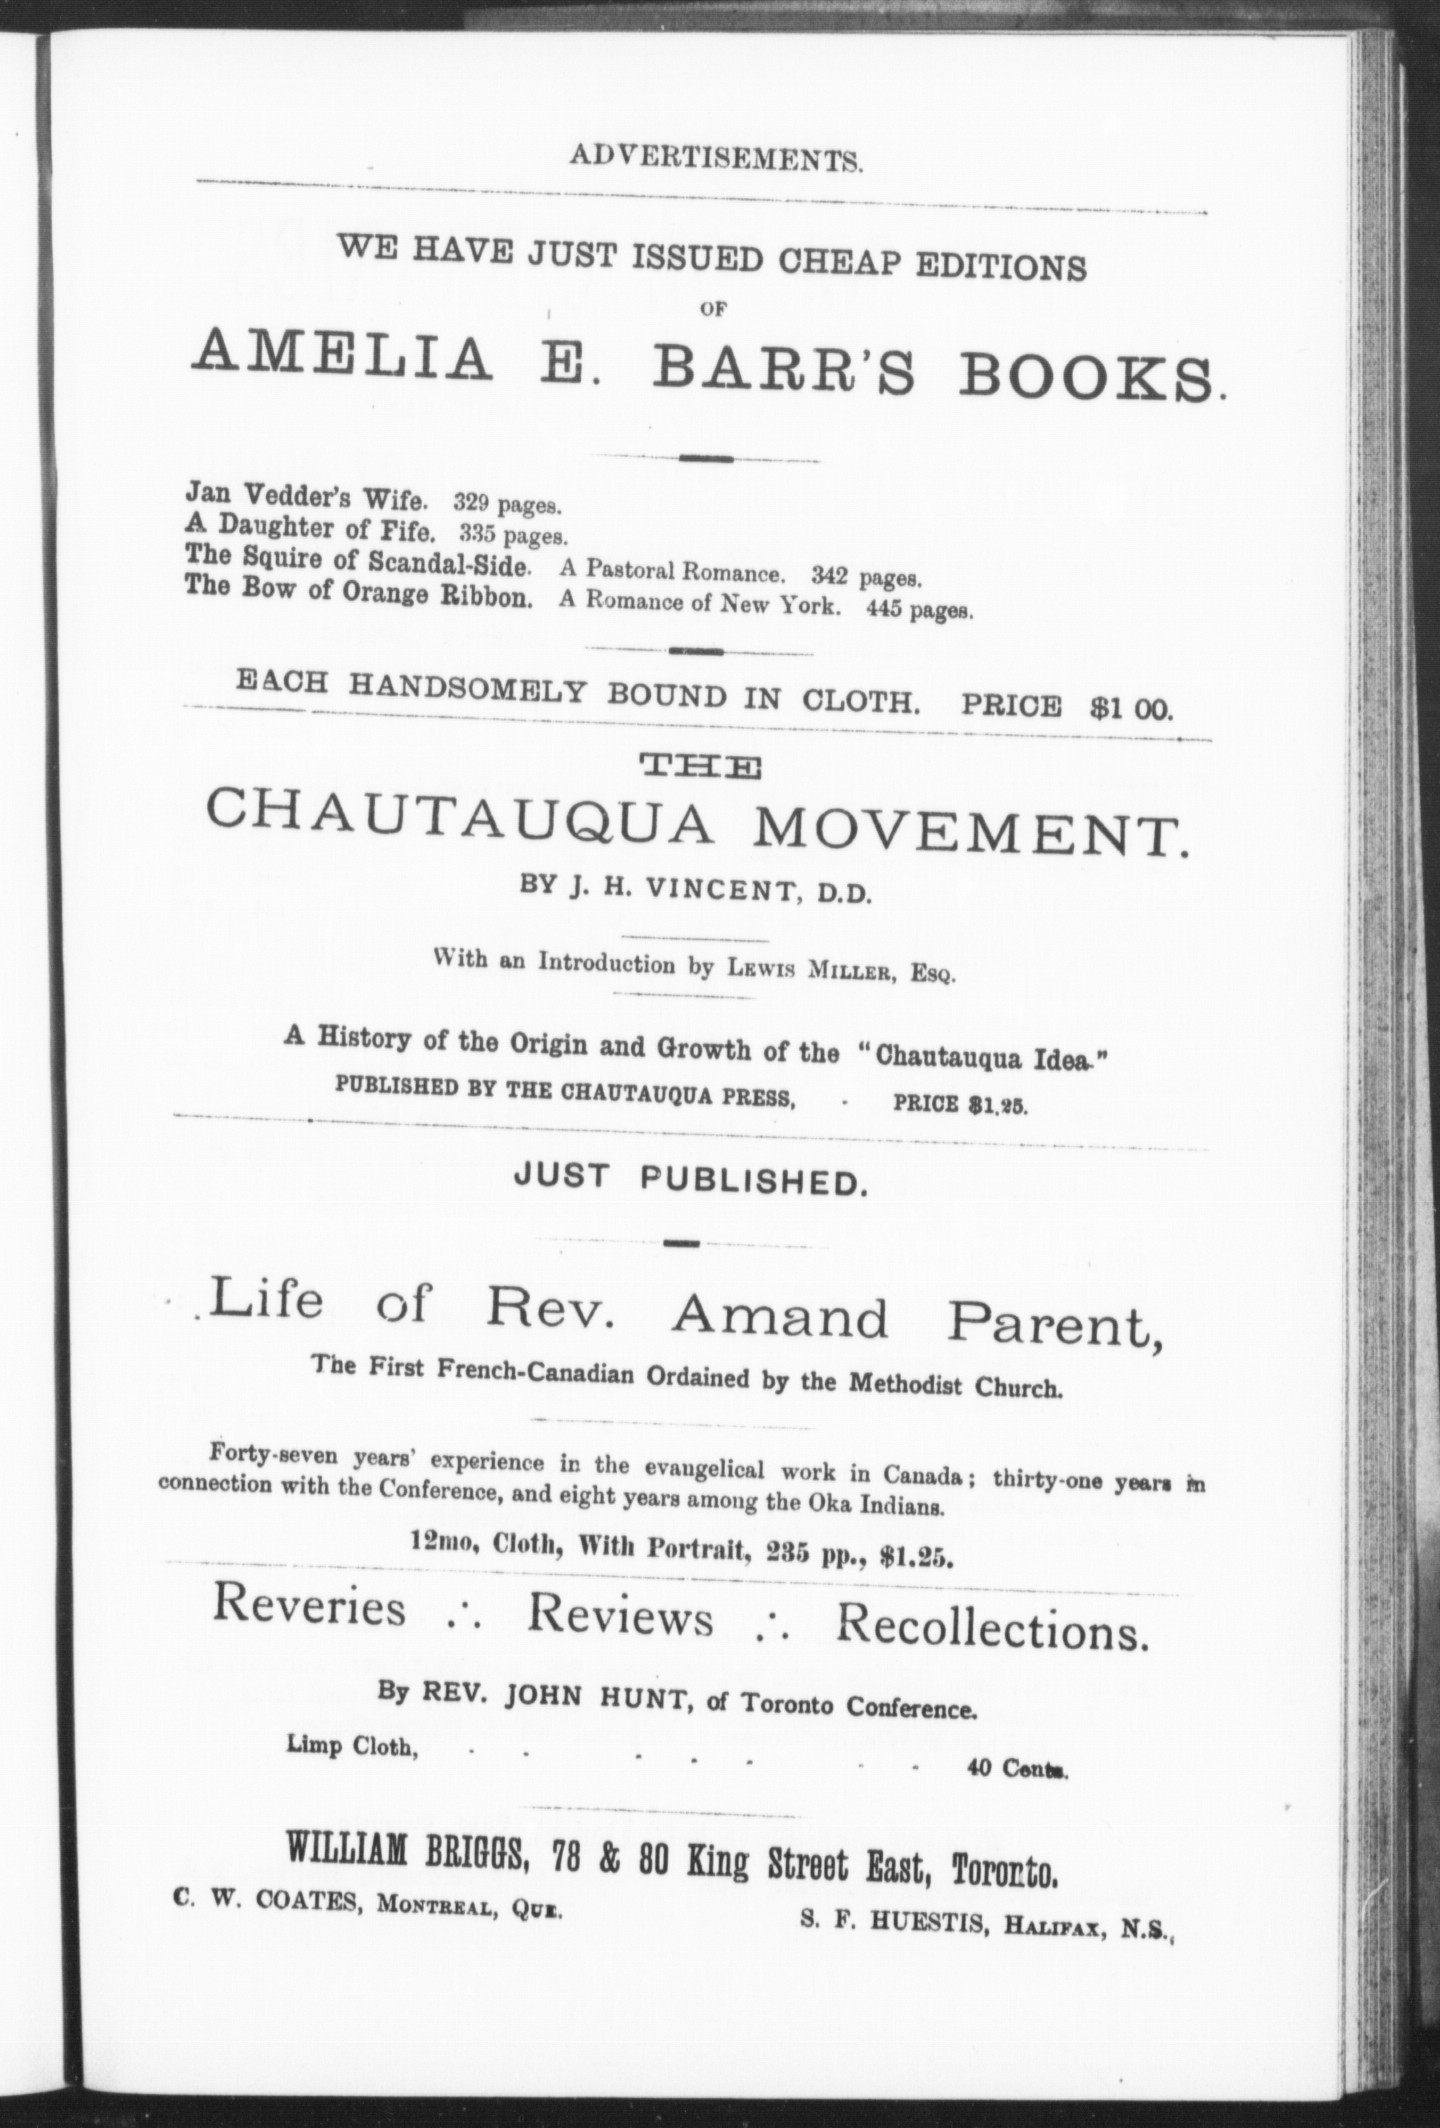 ADVERTISEMENTS.
WE HAVE JUST ISSUED CHEAP EDITIONS
OF
AMELIA E. BARR'S BOOKS.
Jan Vedder's Wife. 329 pages.
A Daughter of Fife. 335 pages.
The Squire of Scandal-Side. A Pastoral Romance. 342 pages.
The Bow of Orange Ribbon. A Romance of New York. 445 pages.
EACH HANDSOMELY BOUND IN CLOTH. PRICE $1 00.
THE
CHAUTAUQUA MOVEMENT.
BY J. H. VINCENT, D.D.
With an Introduction by LEWIS MILLER, ESQ.
A History of the Origin and Growth of the "Chautauqua Idea."
PUBLISHED BY THE CHAUTAUQUA PRESS, - PRICE $1.25.
JUST PUBLISHED.
Life of Rev. Amand Parent,
The First French-Canadian Ordained by the Methodist Church.
Forty-seven years' experience in the evangelical work in Canada; thirty-one years in
connection with the Conference, and eight years among the Oka Indians.
12mo, Cloth, With Portrait, 235 pp., $1.25.
Reveries ∴ Reviews ∴ Recollections.
By REV. JOHN HUNT, of Toronto Conference.
Limp Cloth, - - - - - - - 40 Cents.
WILLIAM BRIGGS, 78 & 80 King Street East, Toronto.
C. W. COATES, MONTREAL, QUE. S. F. HUESTIS, HALIFAX, N.S.